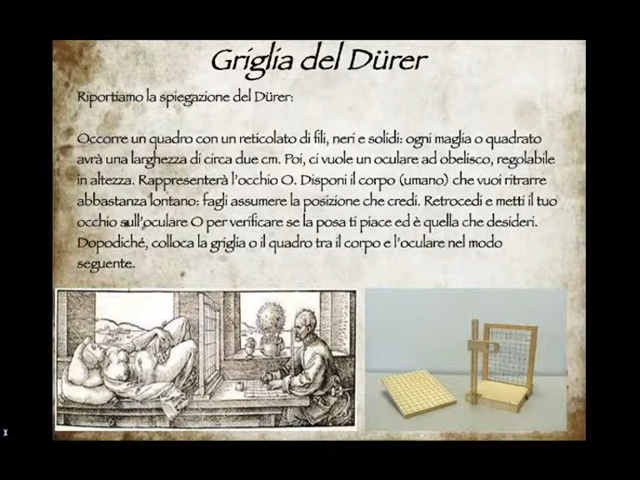 Griglia del Dürer
Riportiamo la spiegazione del Dürer:
Occorre un quadro con un reticolato di fili, neri e solidi: ogni maglia o quadrato
avrà una larghezza di circa due cm. Poi, ci vuole un oculare ad obelisco, regolabile
in altezza. Rappresenterà l'occhio O. Disponi il corpo (umano) che vuoi ritrarre
abbastanza lontano: fagli assumere la posizione che credi. Retrocedi e metti il tuo
occhio sull'oculare O per verificare se la posa ti piace ed è quella che desideri.
Dopodiché, colloca la griglia o il quadro tra il corpo e l'oculare nel modo
seguente.